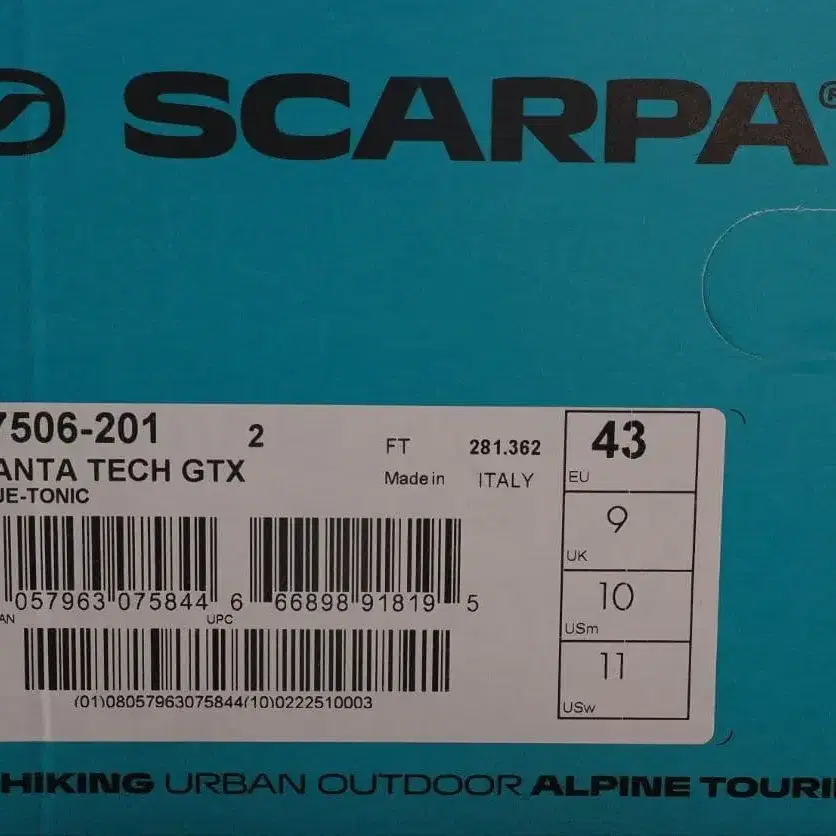 SCARPA®
7506-201 2
ANTA TECH GTX
UE-TONIC
FT 281.362
Made in ITALY
43
EU
9
UK
10
USm
11
USw
057963 075844 6 66898 91819 5
AN UPC
(01)08057963075844(10)0222510003
HIKING URBAN OUTDOOR ALPINE TOURI